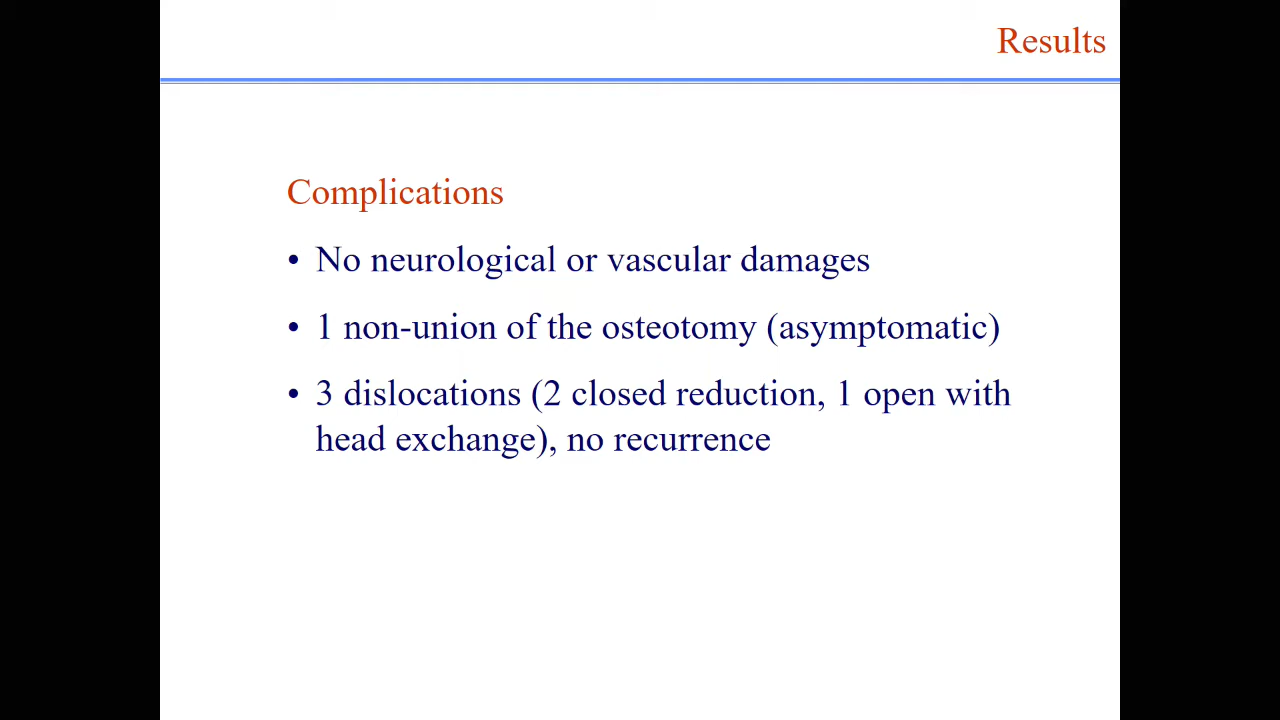 Results
Complications
• No neurological or vascular damages
• 1 non-union of the osteotomy (asymptomatic)
• 3 dislocations (2 closed reduction, 1 open with
head exchange), no recurrence